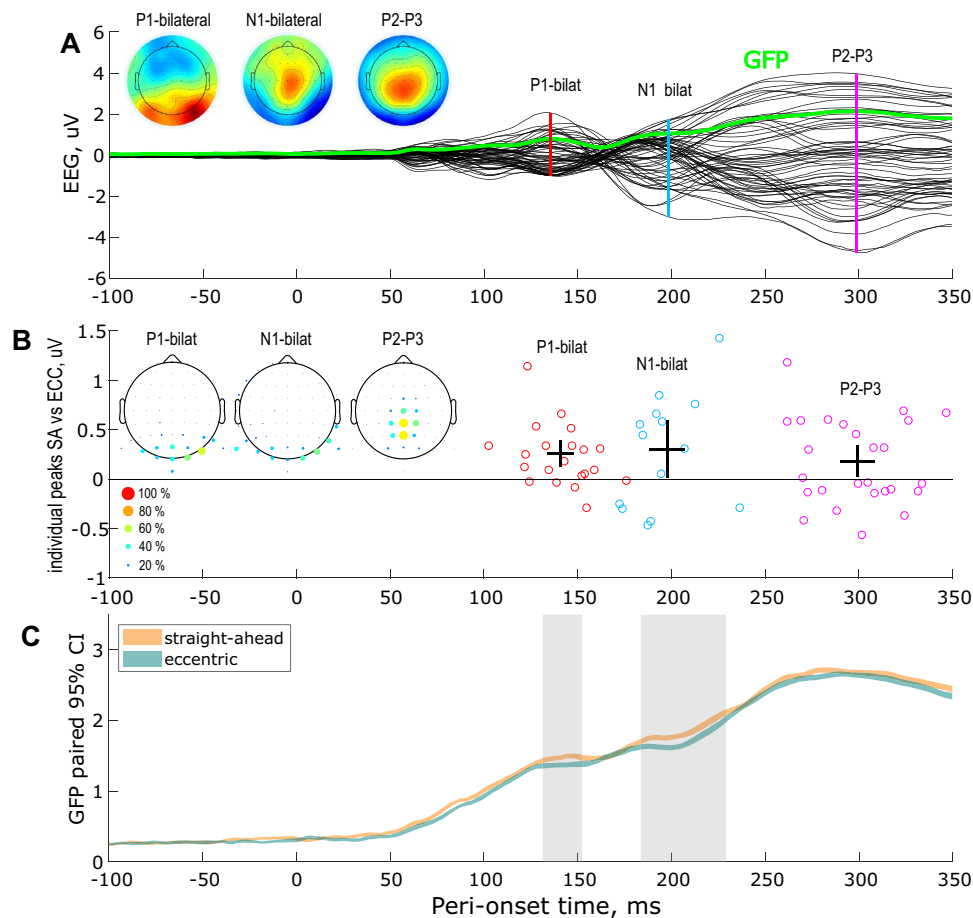 A
P1-bilateral N1-bilateral P2-P3
EEG, uV
6
4
2
0
-2
-4
-6
P1-bilat
N1 bilat
GFP
P2-P3
-100 -50 0 50 100 150 200 250 300 350
B
individual peaks SA vs ECC, uV
1.5
1
0.5
0
-0.5
-1
P1-bilat N1-bilat P2-P3
100 %
80 %
60 %
40 %
20 %
P1-bilat
N1-bilat
P2-P3
-100 -50 0 50 100 150 200 250 300 350
C
GFP paired 95% CI
3
2
1
0
straight-ahead
eccentric
-100 -50 0 50 100 150 200 250 300 350
Peri-onset time, ms